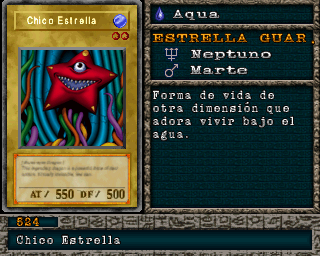 Chico Estrella
AT/ 550 DF/ 500
Aqua
ESTRELLA GUAR.
Neptuno
Marte
Forma de vida de
otra dimensión que
adora vivir bajo el
agua.
524
Chico Estrella